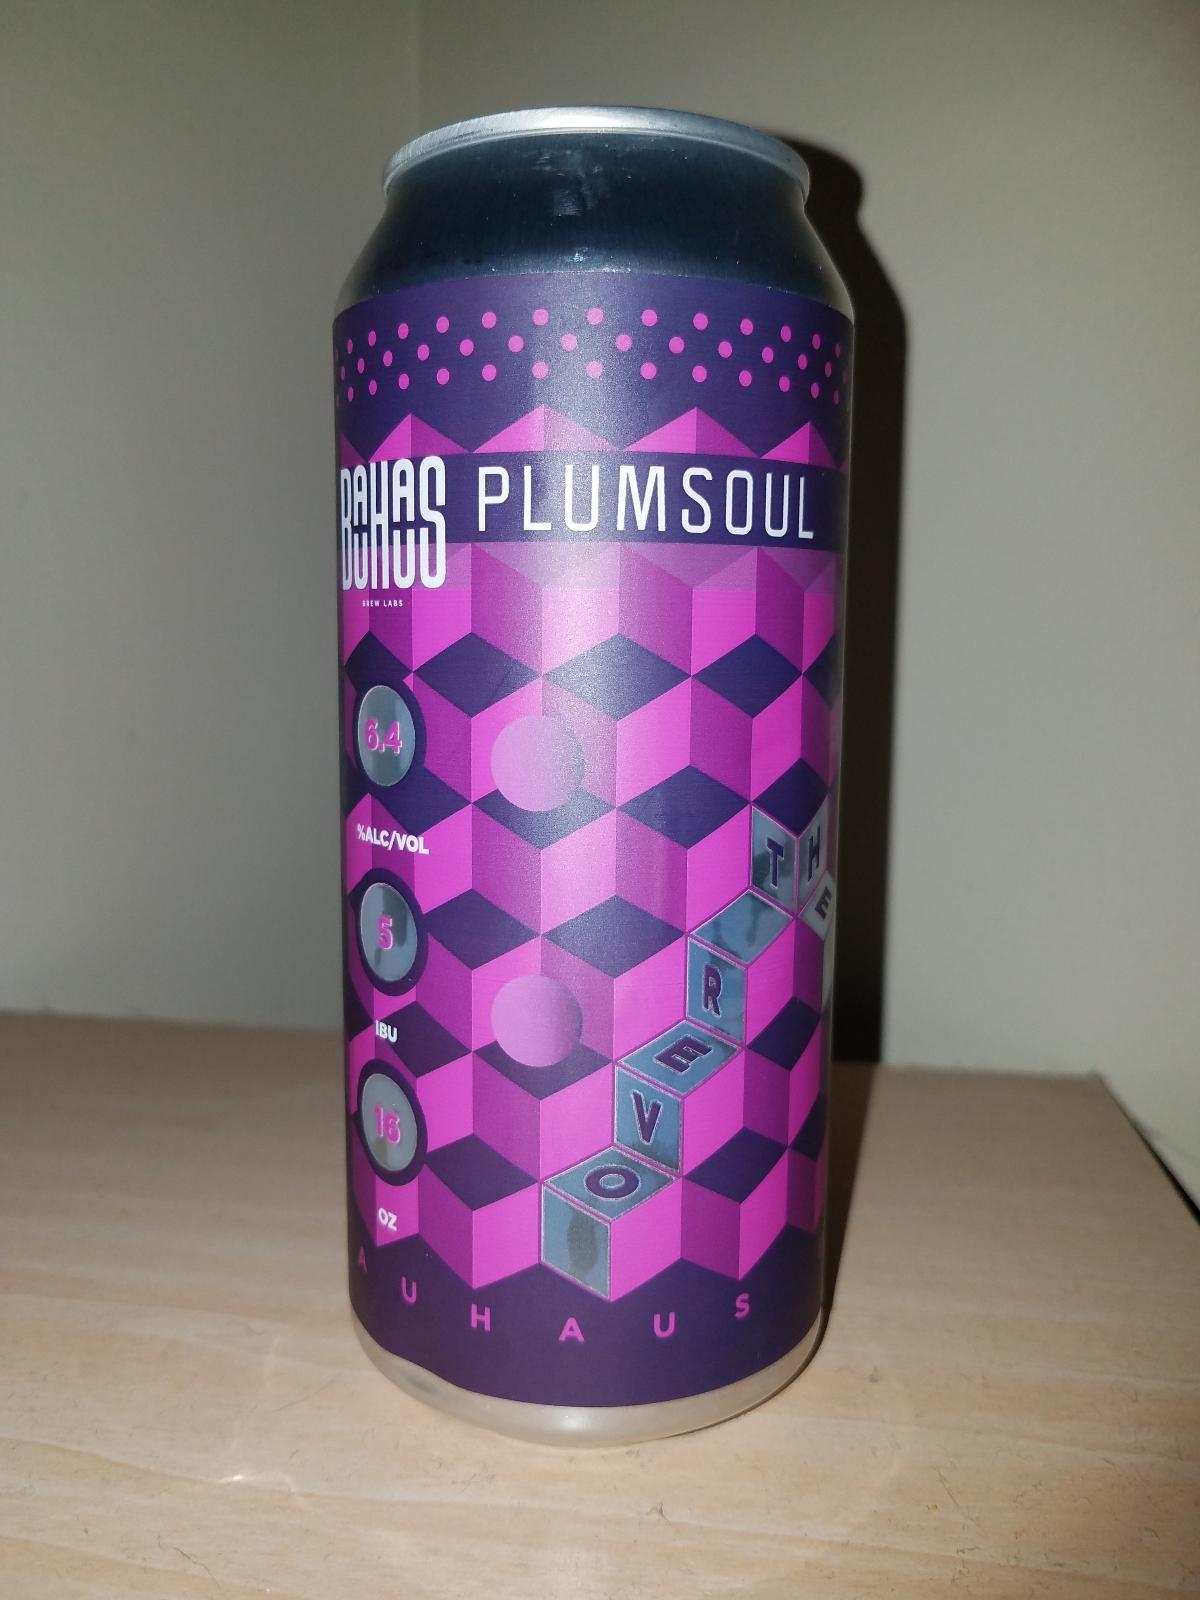 BAUHAUS PLUMSOUL
BREW LABS
6.4
%ALC/VOL
5
IBU
16
OZ
THE
REVO
AUHAUS